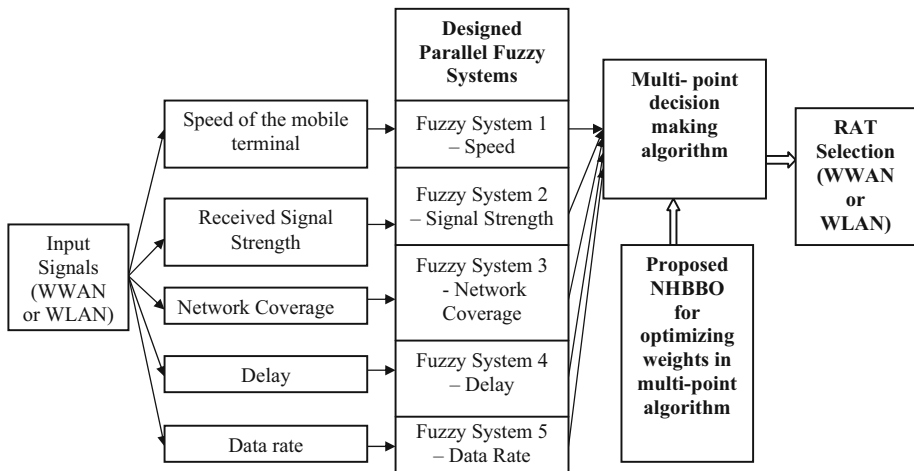 Designed
Parallel Fuzzy
Systems
Speed of the mobile
terminal
Fuzzy System 1
– Speed
Multi- point
decision
making
algorithm
RAT
Selection
(WWAN
or
WLAN)
Received Signal
Strength
Fuzzy System 2
– Signal Strength
Input
Signals
(WWAN
or WLAN)
Network Coverage
Fuzzy System 3
- Network
Coverage
Proposed
NHBBO
for
optimizing
weights in
multi-point
algorithm
Delay
Fuzzy System 4
– Delay
Data rate
Fuzzy System 5
– Data Rate